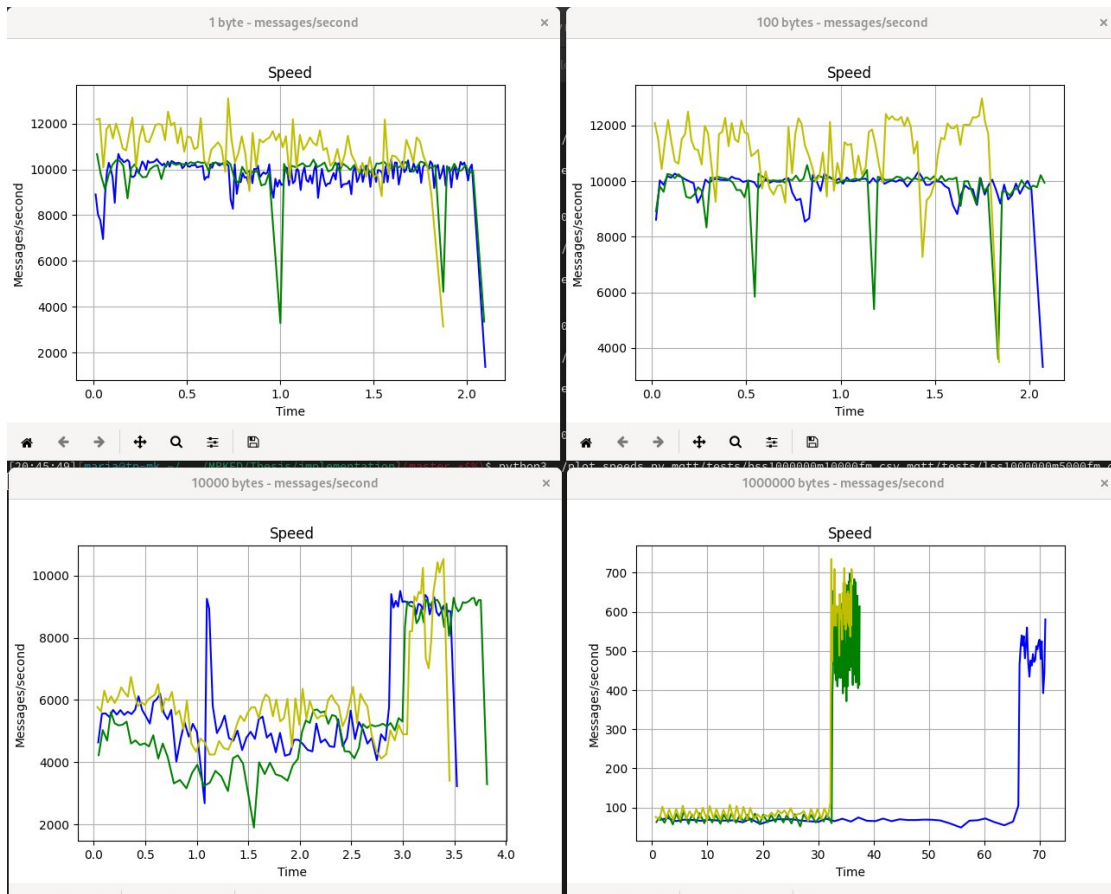 1 byte - messages/second ×
Speed
Messages/second
12000
10000
8000
6000
4000
2000
0.0 0.5 1.0 1.5 2.0
Time
100 bytes - messages/second ×
Speed
Messages/second
12000
10000
8000
6000
4000
0.0 0.5 1.0 1.5 2.0
Time
10000 bytes - messages/second ×
Speed
Messages/second
10000
8000
6000
4000
2000
0.0 0.5 1.0 1.5 2.0 2.5 3.0 3.5 4.0
Time
1000000 bytes - messages/second ×
Speed
Messages/second
700
600
500
400
300
200
100
0 10 20 30 40 50 60 70
Time